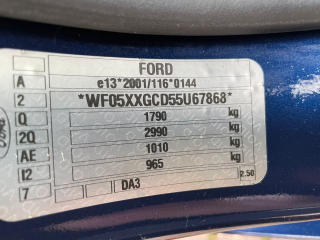 FORD
A e13*2001/116*0144
2 *WF05XXGCD55U67868*
Q 1790 kg
2Q 2990 kg
AE 1010 kg
I2 965 kg
7 DA3 2.50